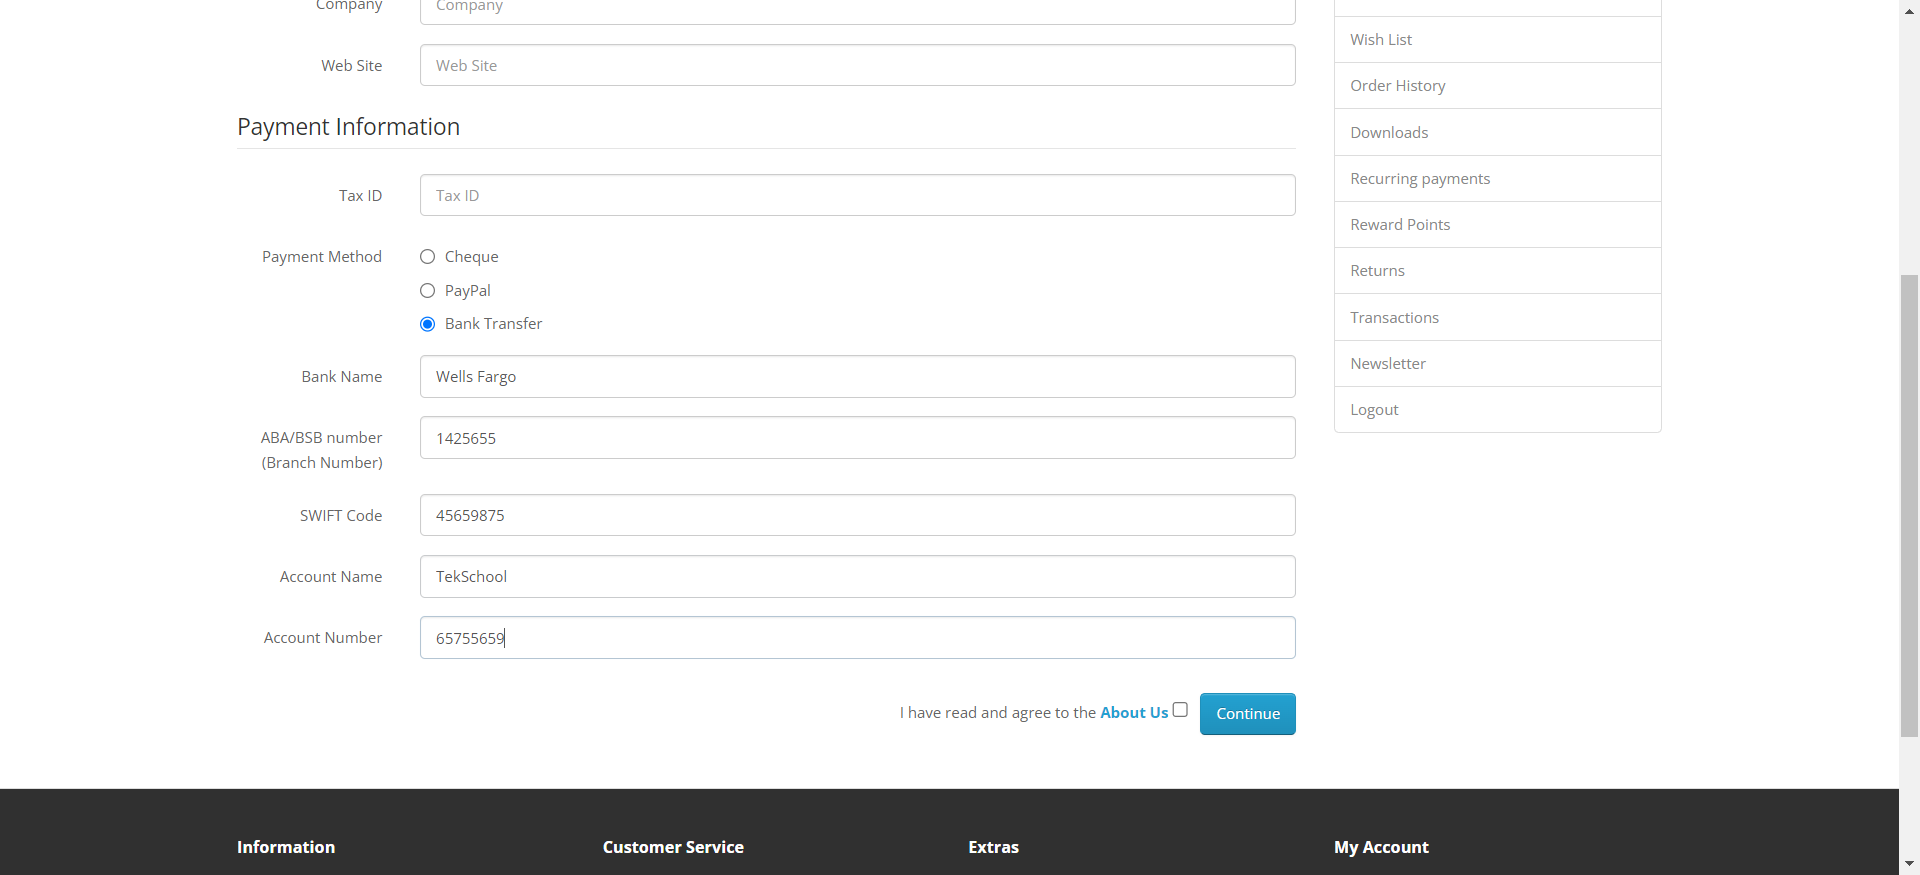 Company
Company
Web Site
Web Site
Payment Information
Tax ID
Tax ID
Payment Method
Cheque
PayPal
Bank Transfer
Bank Name
Wells Fargo
ABA/BSB number
(Branch Number)
1425655
SWIFT Code
45659875
Account Name
TekSchool
Account Number
65755659
I have read and agree to the About Us
Continue
Wish List
Order History
Downloads
Recurring payments
Reward Points
Returns
Transactions
Newsletter
Logout
Information
Customer Service
Extras
My Account